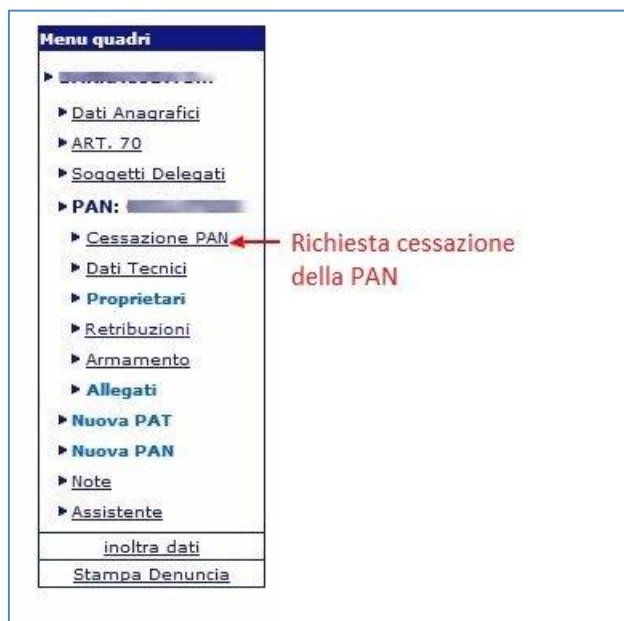 Menu quadri
Dati Anagrafici
ART. 70
Soggetti Delegati
PAN:
Cessazione PAN
Richiesta cessazione
della PAN
Dati Tecnici
Proprietari
Retribuzioni
Armamento
Allegati
Nuova PAT
Nuova PAN
Note
Assistente
inoltra dati
Stampa Denuncia